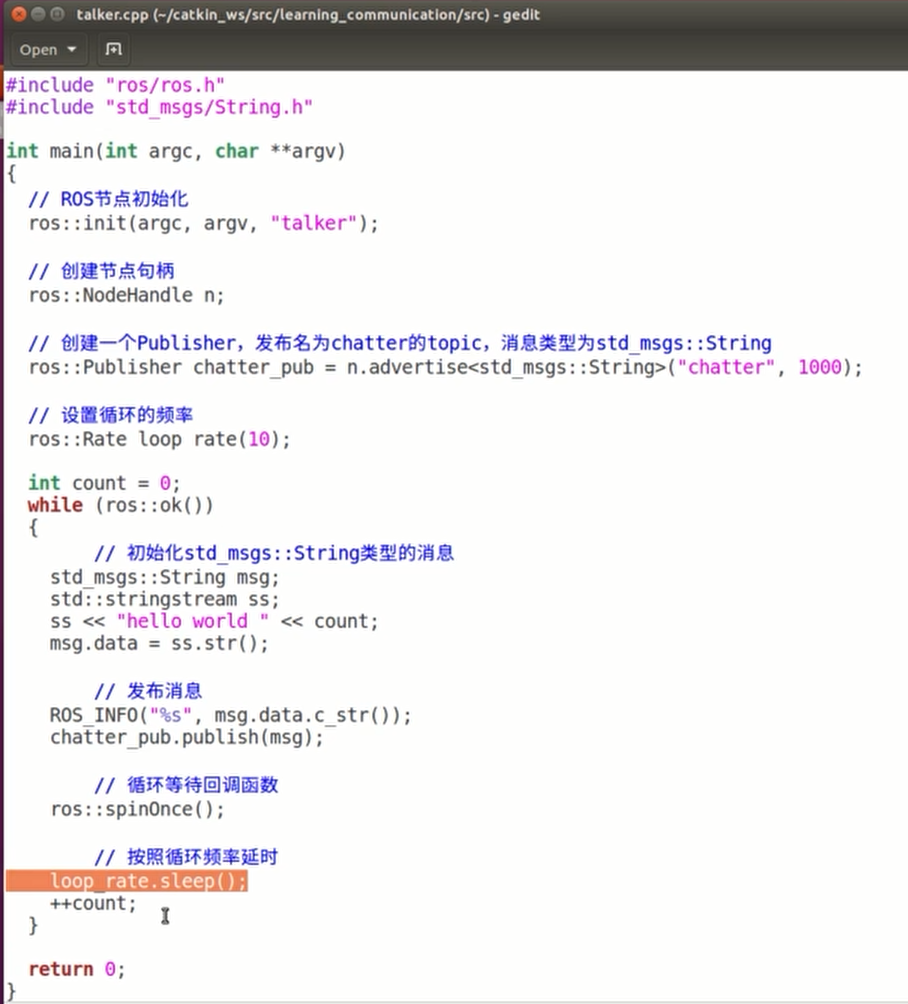 talker.cpp (~/catkin_ws/src/learning_communication/src) - gedit
Open
#include "ros/ros.h"
#include "std_msgs/String.h"
int main(int argc, char **argv)
{
// ROS节点初始化
ros::init(argc, argv, "talker");
// 创建节点句柄
ros::NodeHandle n;
// 创建一个Publisher，发布名为chatter的topic，消息类型为std_msgs::String
ros::Publisher chatter_pub = n.advertise<std_msgs::String>("chatter", 1000);
// 设置循环的频率
ros::Rate loop rate(10);
int count = 0;
while (ros::ok())
{
// 初始化std_msgs::String类型的消息
std_msgs::String msg;
std::stringstream ss;
ss << "hello world " << count;
msg.data = ss.str();
// 发布消息
ROS_INFO("%s", msg.data.c_str());
chatter_pub.publish(msg);
// 循环等待回调函数
ros::spinOnce();
// 按照循环频率延时
loop_rate.sleep();
++count;
}
return 0;
}